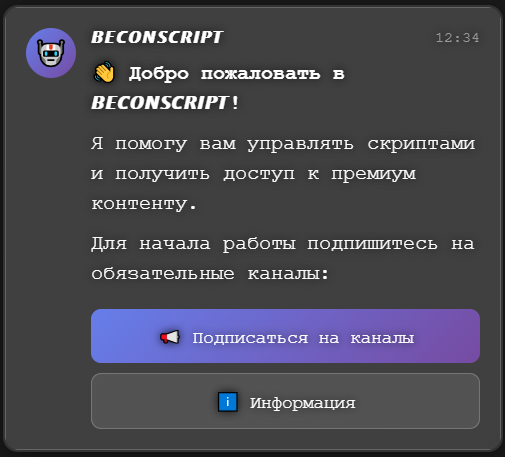 BECONSCRIPT
12:34
👋 Добро пожаловать в
BECONSCRIPT!
Я помогу вам управлять скриптами
и получить доступ к премиум
контенту.
Для начала работы подпишитесь на
обязательные каналы:
📢 Подписаться на каналы
ℹ️ Информация